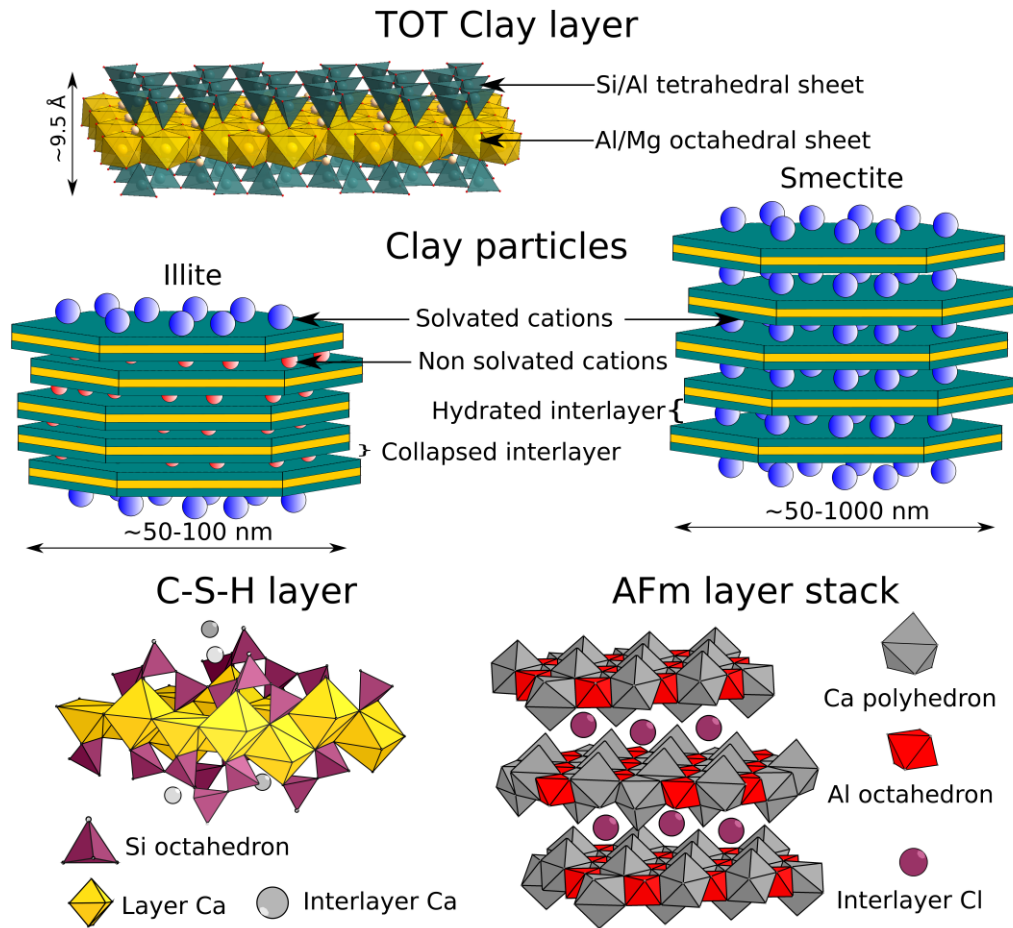 TOT Clay layer
~9.5 Å
Si/Al tetrahedral sheet
Al/Mg octahedral sheet
Smectite
Clay particles
Illite
Solvated cations
Non solvated cations
Hydrated interlayer
Collapsed interlayer
~50-100 nm
~50-1000 nm
C-S-H layer
AFm layer stack
Ca polyhedron
Al octahedron
Si octahedron
Layer Ca
Interlayer Ca
Interlayer Cl